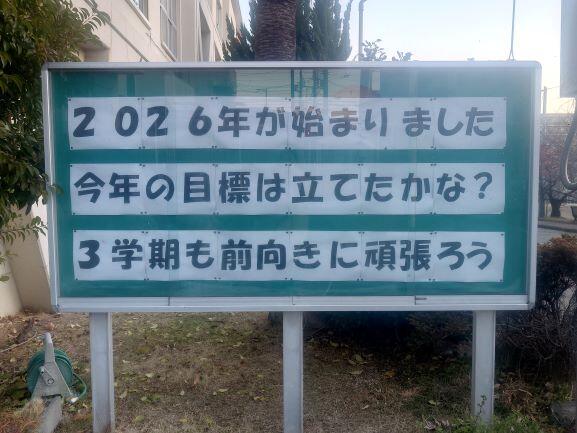 2026年が始まりました
今年の目標は立てたかな?
3学期も前向きに頑張ろう